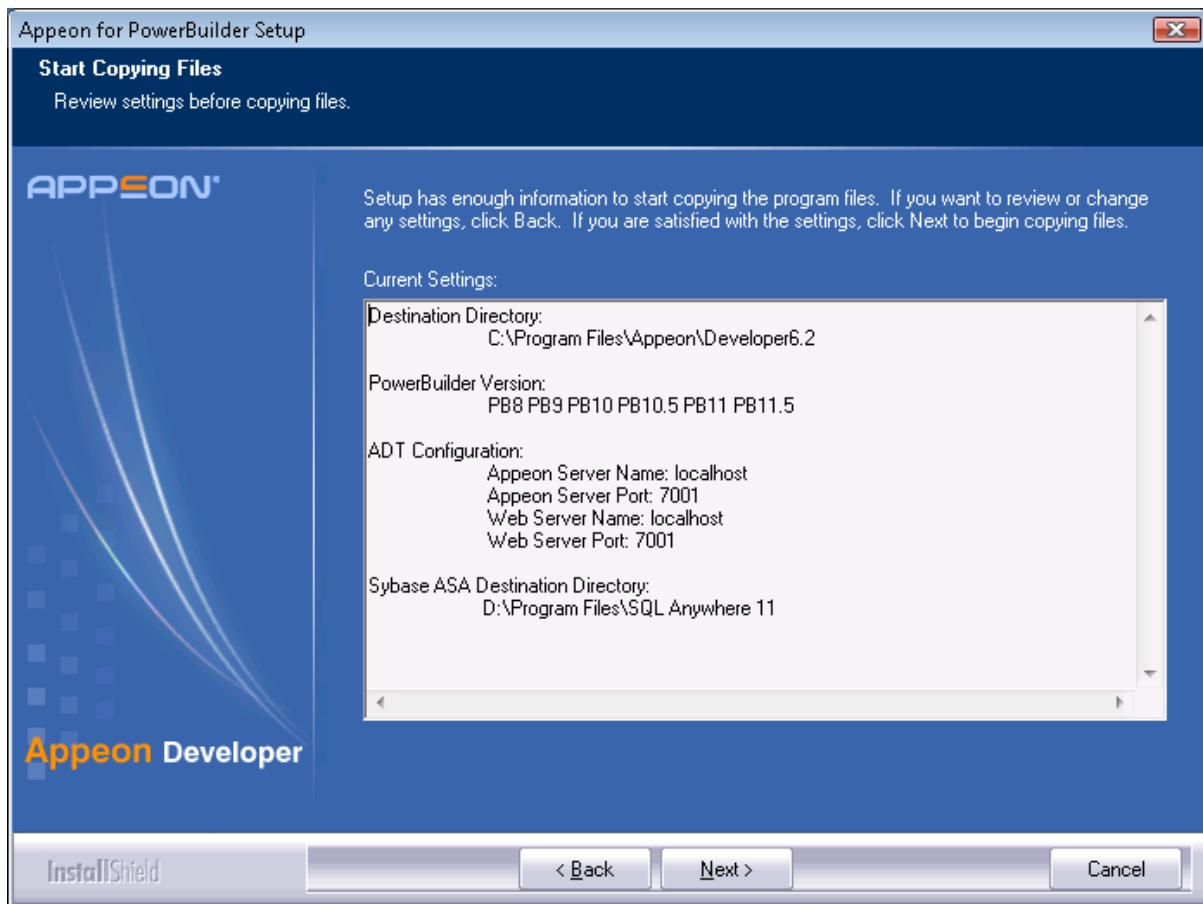 Appeon for PowerBuilder Setup
Start Copying Files
Review settings before copying files.
APPEON®
Setup has enough information to start copying the program files. If you want to review or change
any settings, click Back. If you are satisfied with the settings, click Next to begin copying files.
Current Settings:
Destination Directory:
C:\Program Files\Appeon\Developer6.2
PowerBuilder Version:
PB8 PB9 PB10 PB10.5 PB11 PB11.5
ADT Configuration:
Appeon Server Name: localhost
Appeon Server Port: 7001
Web Server Name: localhost
Web Server Port: 7001
Sybase ASA Destination Directory:
D:\Program Files\SQL Anywhere 11
Appeon Developer
InstallShield
< Back
Next >
Cancel